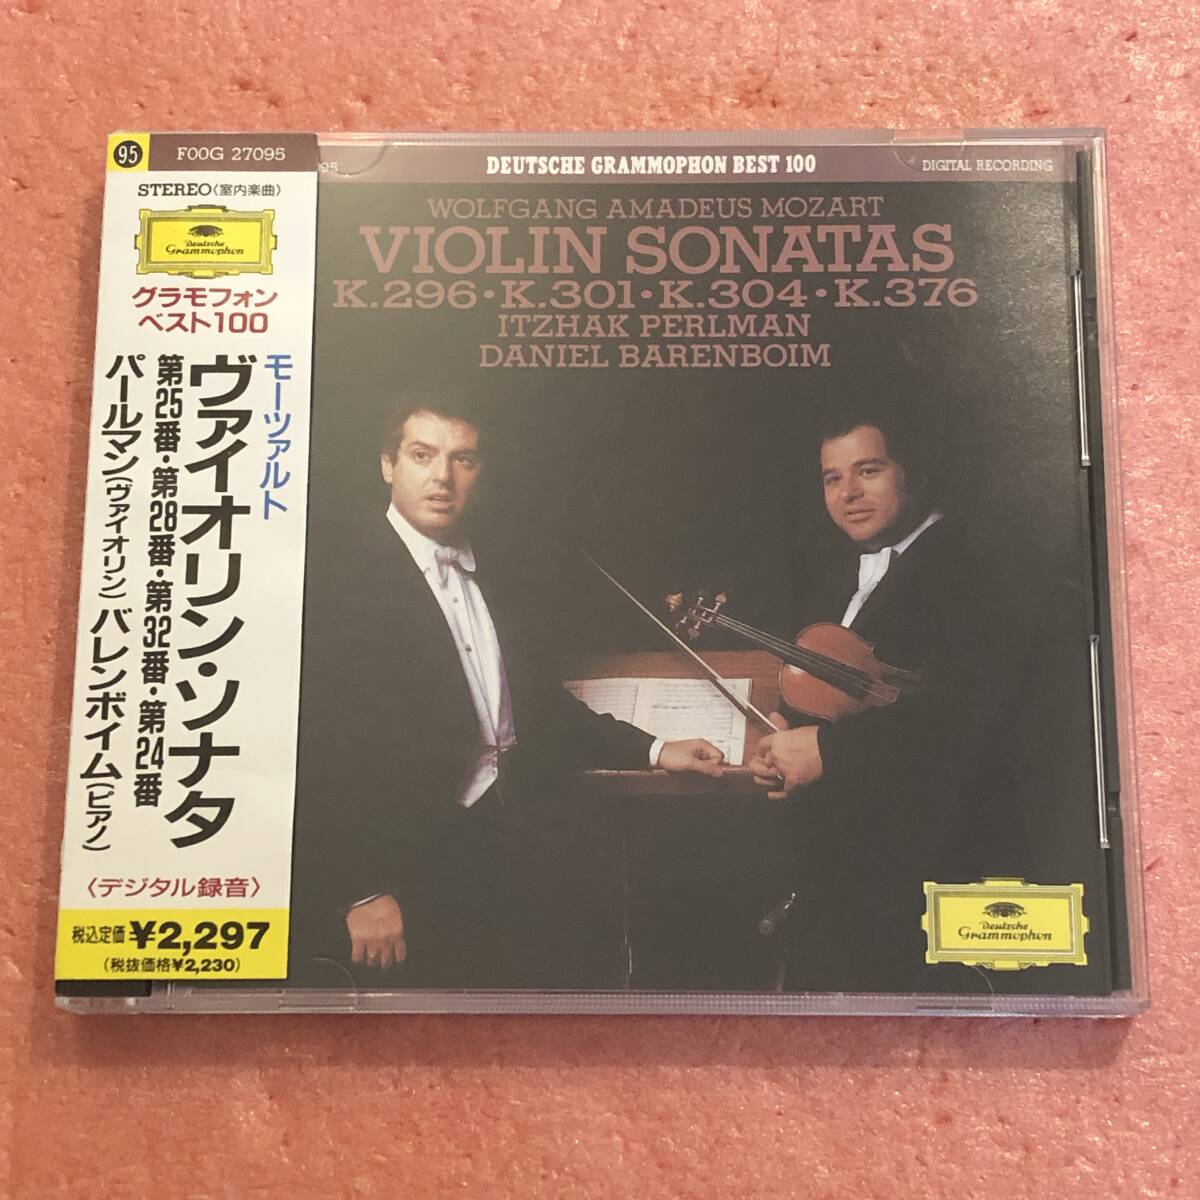 95
F00G 27095
STEREO〈室内楽曲〉
Deutsche
Grammophon
グラモフォン
ベスト100
モーツァルト
ヴァイオリン・ソナタ
第25番・第28番・第32番・第24番
パールマン(ヴァイオリン) バレンボイム(ピアノ)
〈デジタル録音〉
税込定価¥2,297
(税抜価格¥2,230)
95
DEUTSCHE GRAMMOPHON BEST 100
DIGITAL RECORDING
WOLFGANG AMADEUS MOZART
VIOLIN SONATAS
K.296・K.301・K.304・K.376
ITZHAK PERLMAN
DANIEL BARENBOIM
Deutsche
Grammophon